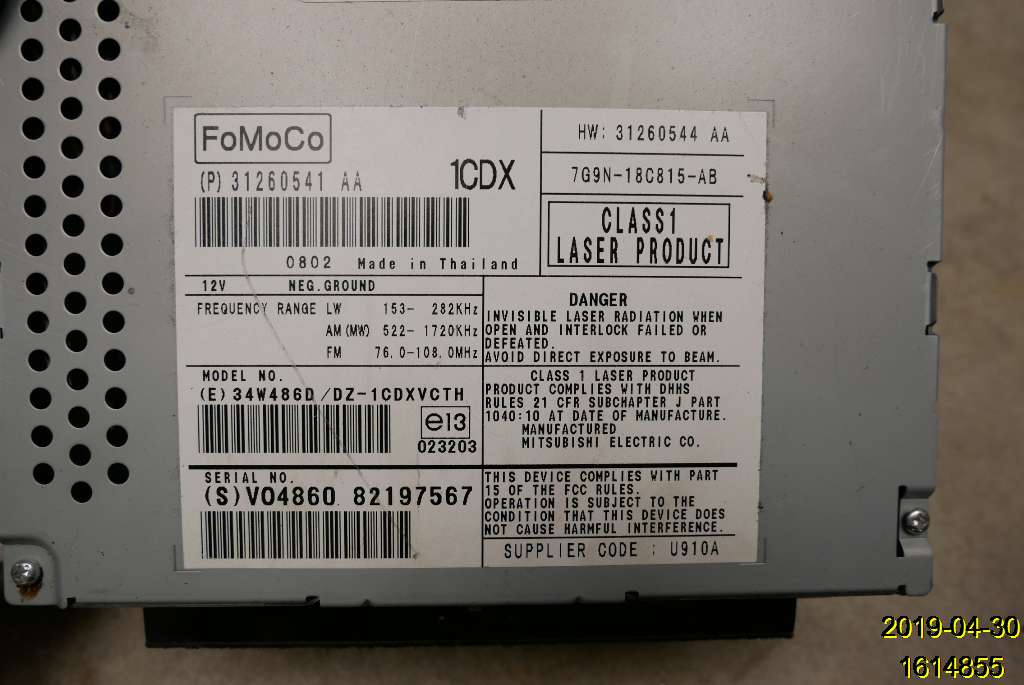 FoMoCo
(P) 31260541 AA
1CDX
0802 Made in Thailand
HW: 31260544 AA
7G9N-18C815-AB
CLASS1
LASER PRODUCT
12V NEG.GROUND
FREQUENCY RANGE LW 153- 282KHz
AM(MW) 522-1720KHz
FM 76.0-108.0MHz
DANGER
INVISIBLE LASER RADIATION WHEN
OPEN AND INTERLOCK FAILED OR
DEFEATED.
AVOID DIRECT EXPOSURE TO BEAM.
MODEL NO.
(E)34W486D/DZ-1CDXVCTH
e13
023203
CLASS 1 LASER PRODUCT
PRODUCT COMPLIES WITH DHHS
RULES 21 CFR SUBCHAPTER J PART
1040:10 AT DATE OF MANUFACTURE.
MANUFACTURED
MITSUBISHI ELECTRIC CO.
SERIAL NO.
(S)VO4860 82197567
THIS DEVICE COMPLIES WITH PART
15 OF THE FCC RULES.
OPERATION IS SUBJECT TO THE
CONDITION THAT THIS DEVICE DOES
NOT CAUSE HARMFUL INTERFERENCE.
SUPPLIER CODE : U910A
2019-04-30
1614855